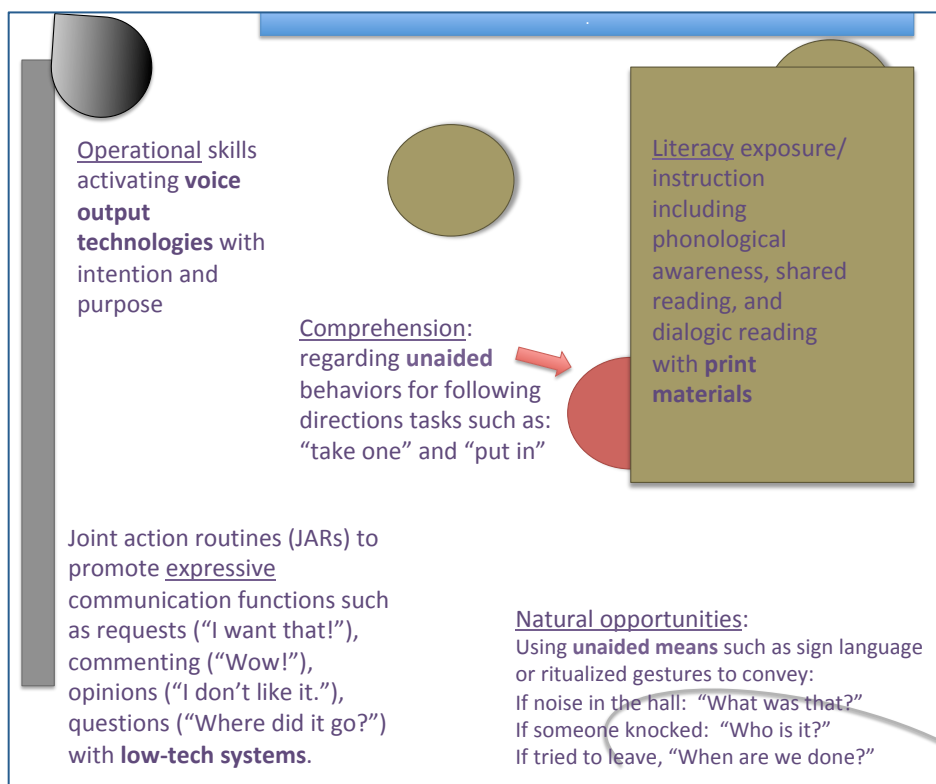 Operational skills
activating voice
output
technologies with
intention and
purpose
Literacy exposure/
instruction
including
phonological
awareness, shared
reading, and
dialogic reading
with print
materials
Comprehension:
regarding unaided
behaviors for following
directions tasks such as:
“take one” and “put in”
Joint action routines (JARs) to
promote expressive
communication functions such
as requests (“I want that!”),
commenting (“Wow!”),
opinions (“I don’t like it.”),
questions (“Where did it go?”)
with low-tech systems.
Natural opportunities:
Using unaided means such as sign language
or ritualized gestures to convey:
If noise in the hall: “What was that?”
If someone knocked: “Who is it?”
If tried to leave, “When are we done?”